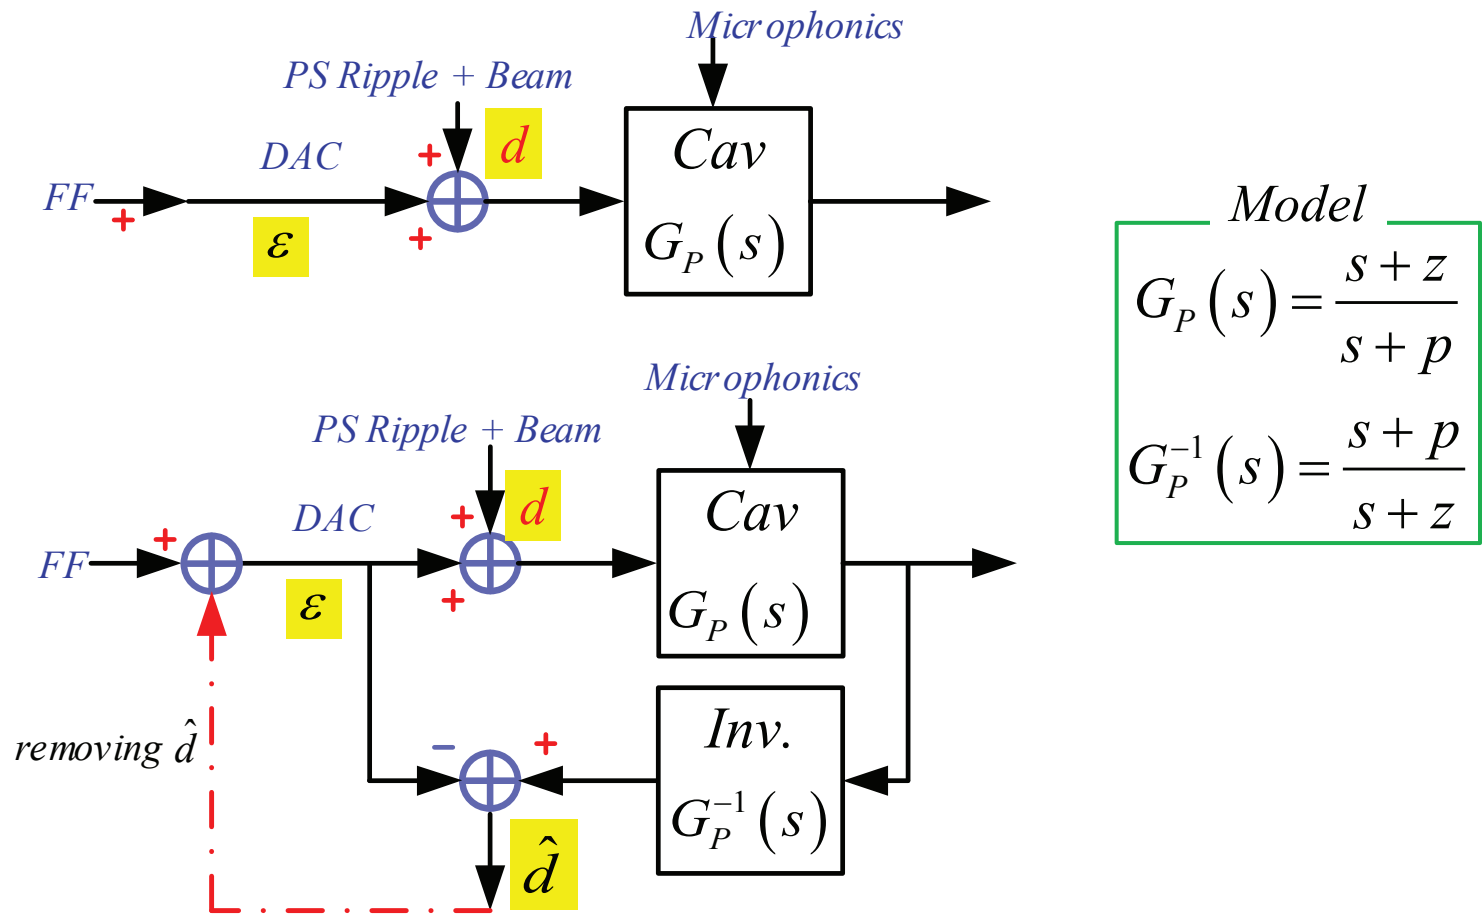 Microphonics
PS Ripple + Beam
DAC
d
Cav
FF
+
+
+
ε
G_P(s)
Model
G_P(s) = (s + z)/(s + p)
G_P^{-1}(s) = (s + p)/(s + z)
Microphonics
PS Ripple + Beam
DAC
d
Cav
FF
+
+
+
ε
G_P(s)
removing d̂
−
+
Inv.
G_P^{-1}(s)
d̂